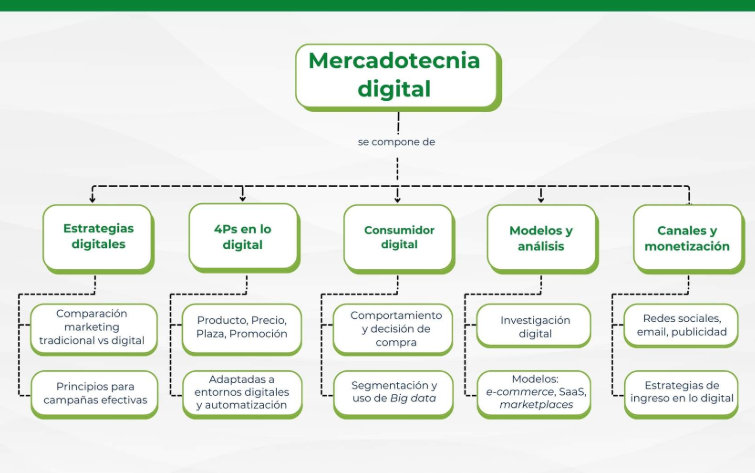 Mercadotecnia
digital
se compone de
Estrategias
digitales
4Ps en lo
digital
Consumidor
digital
Modelos y
análisis
Canales y
monetización
Comparación
marketing
tradicional vs digital
Producto, Precio,
Plaza, Promoción
Comportamiento
y decisión de
compra
Investigación
digital
Redes sociales,
email, publicidad
Principios para
campañas efectivas
Adaptadas a
entornos digitales
y automatización
Segmentación y
uso de Big data
Modelos:
e-commerce, SaaS,
marketplaces
Estrategias de
ingreso en lo digital